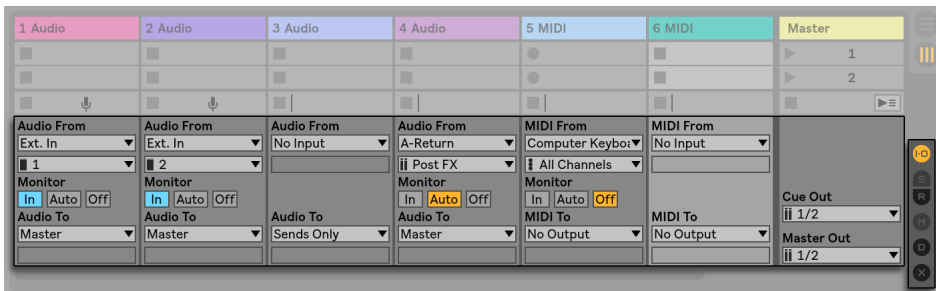 1 Audio 2 Audio 3 Audio 4 Audio 5 MIDI 6 MIDI Master
1
2
Audio From Audio From Audio From Audio From MIDI From MIDI From
Ext. In Ext. In No Input A-Return Computer Keyboa No Input
1 2 Post FX All Channels
Monitor Monitor Monitor Monitor
In Auto Off In Auto Off In Auto Off In Auto Off Cue Out
Audio To Audio To Audio To Audio To MIDI To MIDI To 1/2
Master Master Sends Only Master No Output No Output Master Out
1/2
I·O
S
R
M
D
X